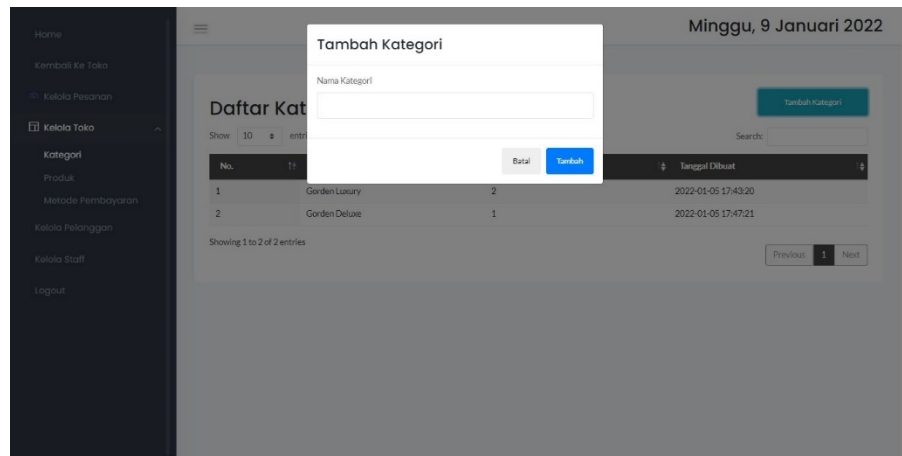 Home
Kembali Ke Toko
Kelola Pesanan
Kelola Toko
Kategori
Produk
Metode Pembayaran
Kelola Pelanggan
Kelola Staff
Logout
Minggu, 9 Januari 2022
Tambah Kategori
Nama Kategori
Batal Tambah
Daftar Kat
Tambah Kategori
Show 10 entri
Search:
No. Tanggal Dibuat
1 Gorden Luxury 2 2022-01-05 17:43:20
2 Gorden Deluxe 1 2022-01-05 17:47:21
Showing 1 to 2 of 2 entries
Previous 1 Next